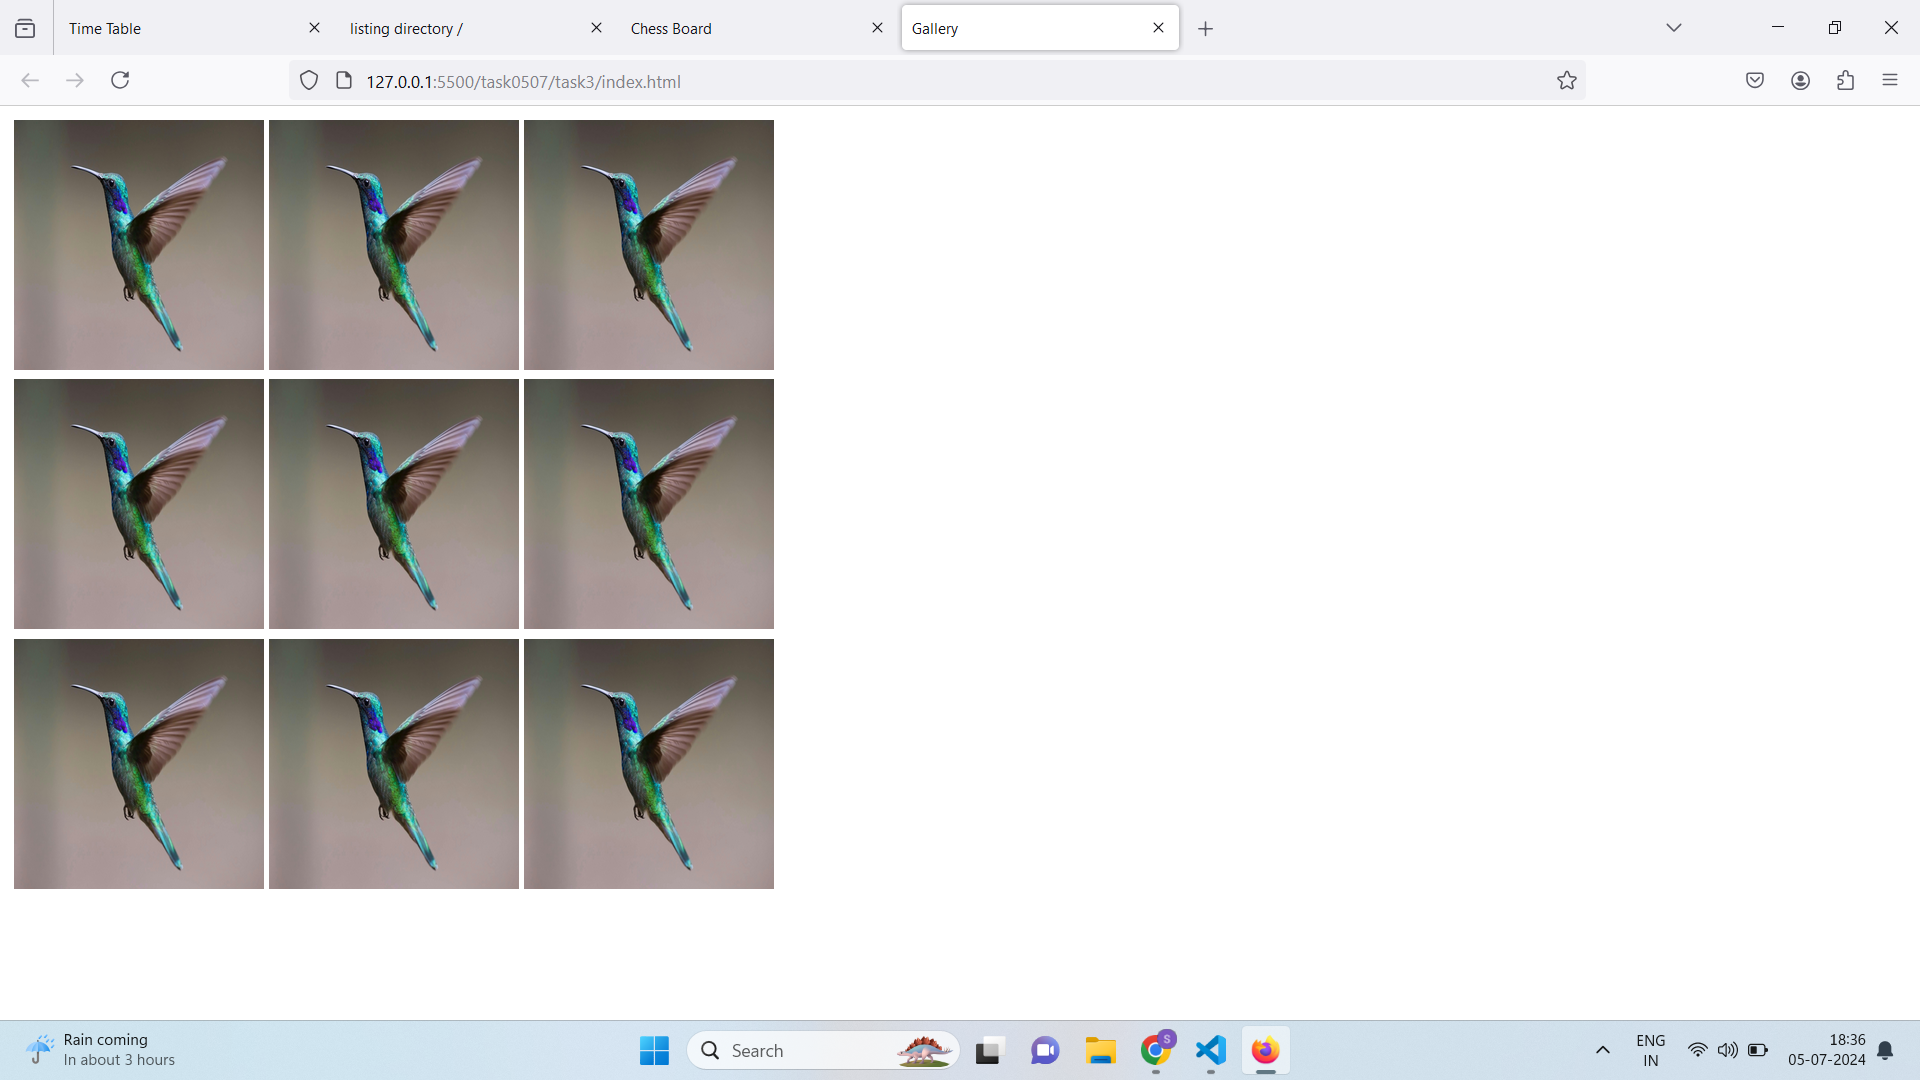 Time Table
listing directory /
Chess Board
Gallery
127.0.0.1:5500/task0507/task3/index.html
Rain coming
In about 3 hours
Search
S
ENG
IN
18:36
05-07-2024